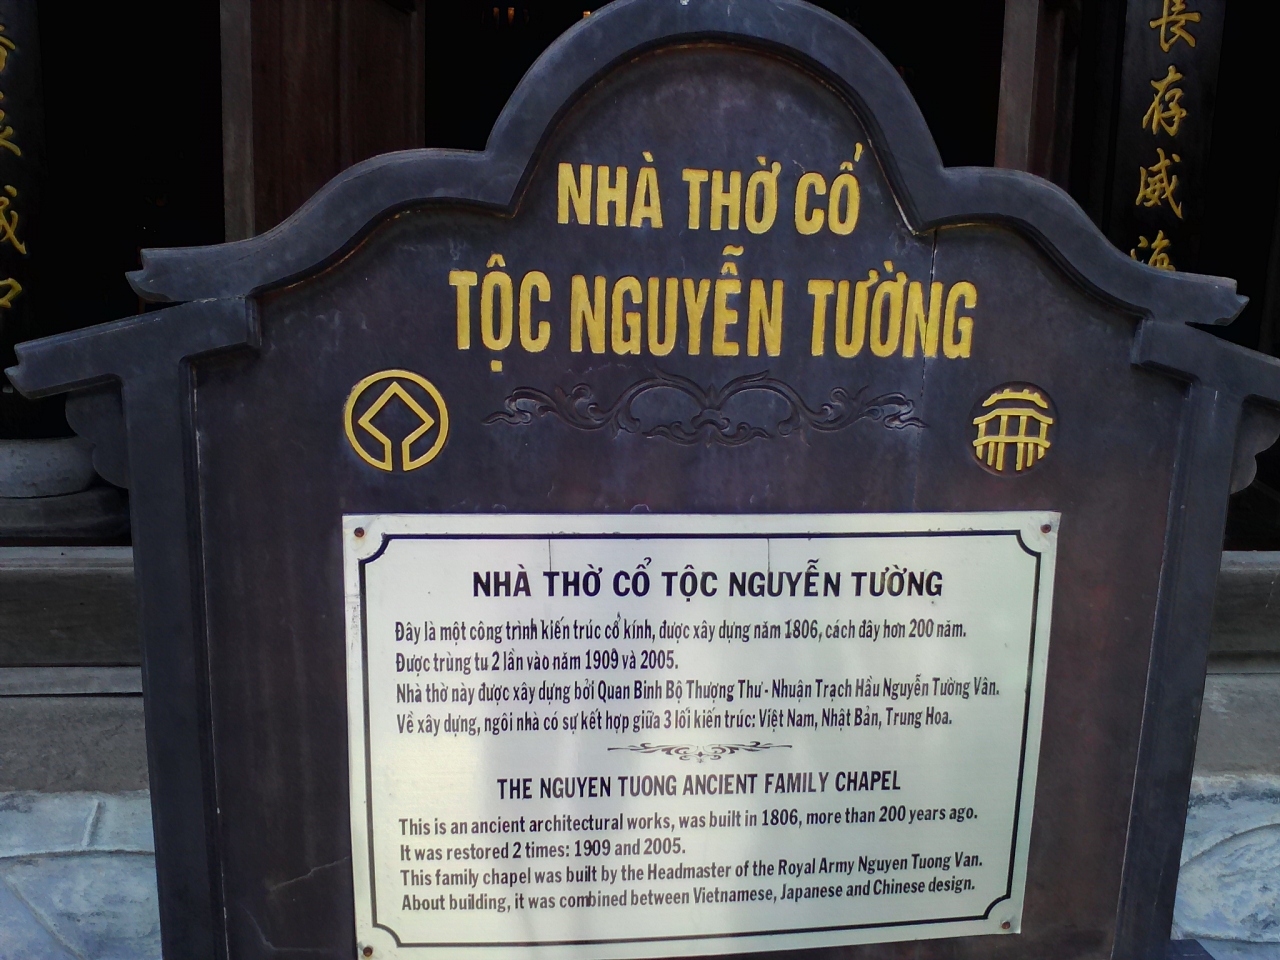 長存威海
NHÀ THỜ CỔ
TỘC NGUYỄN TƯỜNG
NHÀ THỜ CỔ TỘC NGUYỄN TƯỜNG
Đây là một công trình kiến trúc cổ kính, được xây dựng năm 1806, cách đây hơn 200 năm.
Được trùng tu 2 lần vào năm 1909 và 2005.
Nhà thờ này được xây dựng bởi Quan Binh Bộ Thượng Thư - Nhuận Trạch Hầu Nguyễn Tường Vân.
Về xây dựng, ngôi nhà có sự kết hợp giữa 3 lối kiến trúc: Việt Nam, Nhật Bản, Trung Hoa.
THE NGUYEN TUONG ANCIENT FAMILY CHAPEL
This is an ancient architectural works, was built in 1806, more than 200 years ago.
It was restored 2 times: 1909 and 2005.
This family chapel was built by the Headmaster of the Royal Army Nguyen Tuong Van.
About building, it was combined between Vietnamese, Japanese and Chinese design.